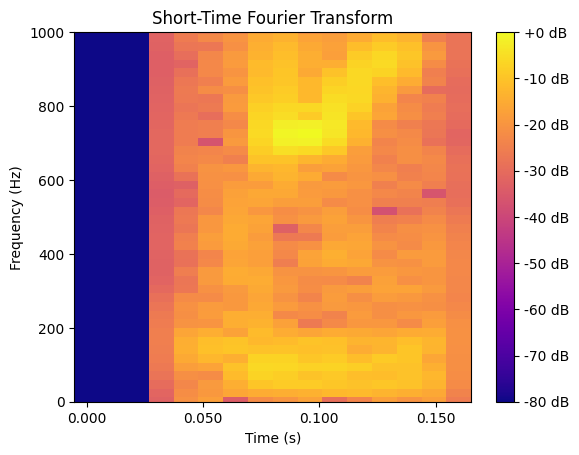 Short-Time Fourier Transform
1000
800
600
400
200
0
Frequency (Hz)
0.000
0.050
0.100
0.150
Time (s)
+0 dB
-10 dB
-20 dB
-30 dB
-40 dB
-50 dB
-60 dB
-70 dB
-80 dB